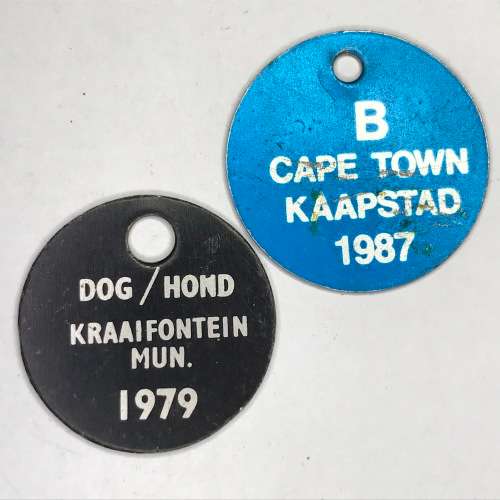 B
CAPE TOWN
KAAPSTAD
1987
DOG / HOND
KRAAIFONTEIN
MUN.
1979